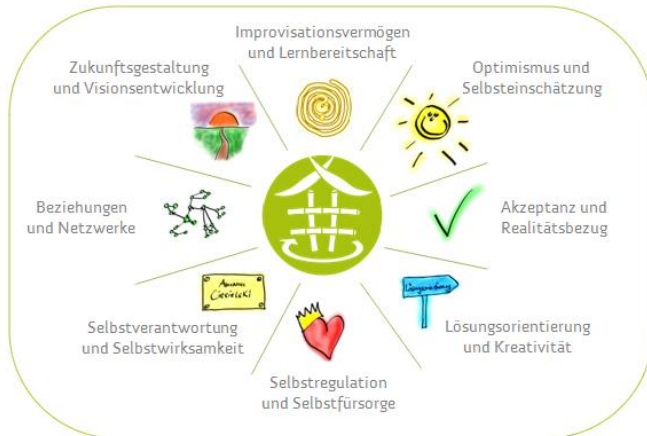 Improvisationsvermögen
und Lernbereitschaft
Optimismus und
Selbsteinschätzung
Akzeptanz und
Realitätsbezug
Lösungsorientierung
und Kreativität
Selbstregulation
und Selbstfürsorge
Selbstverantwortung
und Selbstwirksamkeit
Ciesielski
Beziehungen
und Netzwerke
Zukunftsgestaltung
und Visionsentwicklung